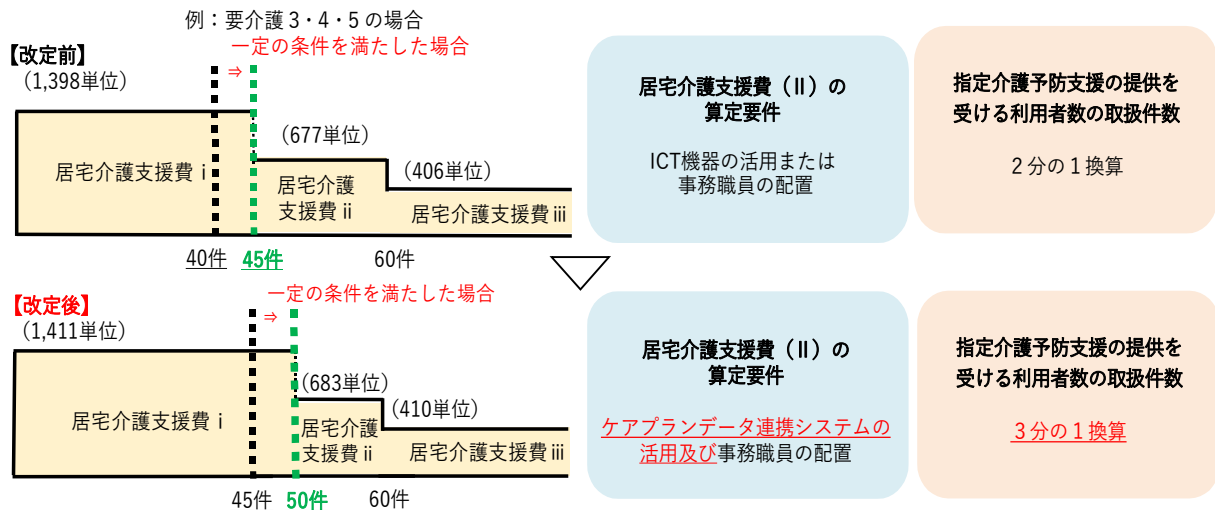 例：要介護３・４・５の場合
一定の条件を満たした場合
【改定前】
⇒
（1,398単位）
（677単位）
（406単位）
居宅介護支援費ⅰ
居宅介護
支援費ⅱ
居宅介護支援費ⅲ
40件
45件
60件
居宅介護支援費（Ⅱ）の
算定要件
ICT機器の活用または
事務職員の配置
指定介護予防支援の提供を
受ける利用者数の取扱件数
２分の１換算
【改定後】
一定の条件を満たした場合
⇒
（1,411単位）
（683単位）
（410単位）
居宅介護支援費ⅰ
居宅介護
支援費ⅱ
居宅介護支援費ⅲ
45件
50件
60件
居宅介護支援費（Ⅱ）の
算定要件
ケアプランデータ連携システムの
活用及び事務職員の配置
指定介護予防支援の提供を
受ける利用者数の取扱件数
３分の１換算